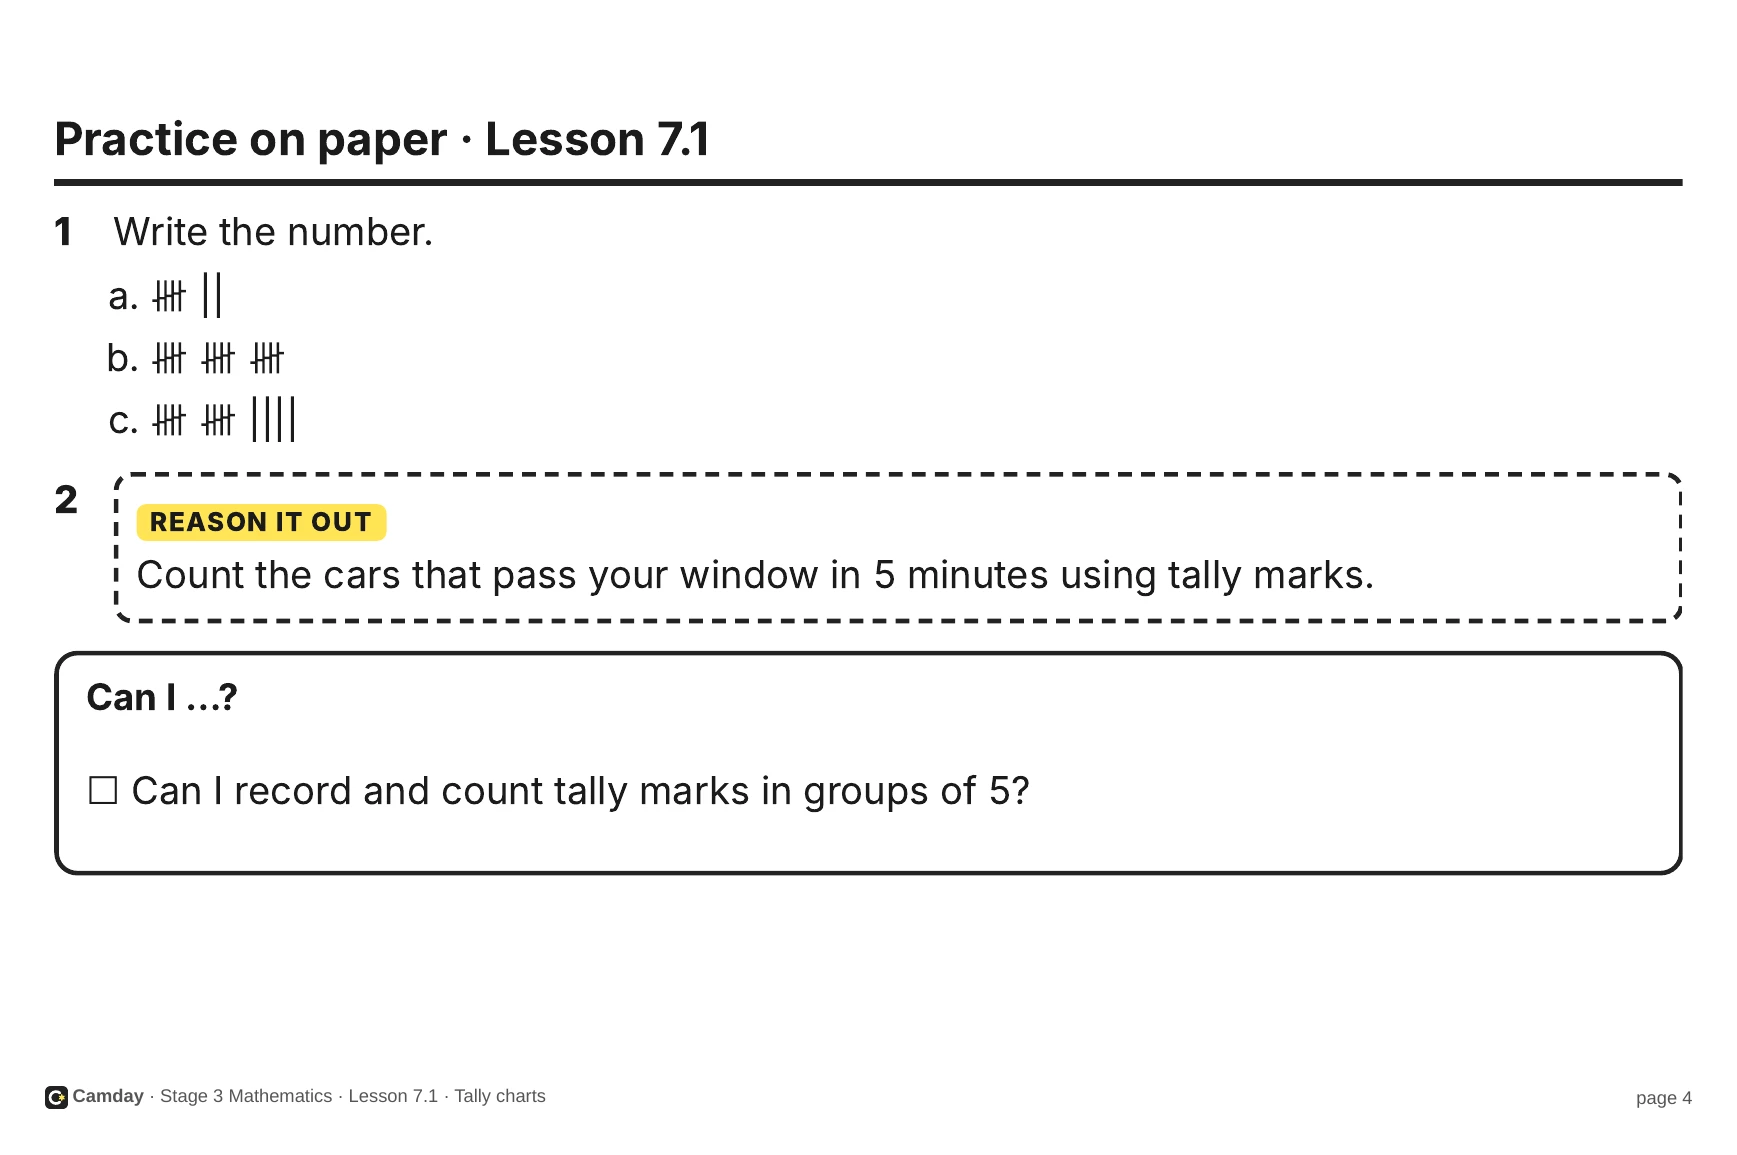 Practice on paper · Lesson 7.1
1 Write the number.
a. 𝍸 ||
b. 𝍸 𝍸 𝍸
c. 𝍸 𝍸 ||||
2 REASON IT OUT
Count the cars that pass your window in 5 minutes using tally marks.
Can I …?
☐ Can I record and count tally marks in groups of 5?
C Camday · Stage 3 Mathematics · Lesson 7.1 · Tally charts
page 4